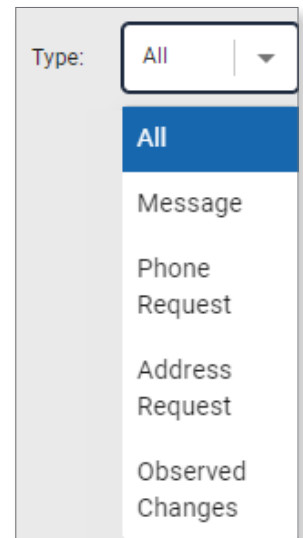 Type: All
All
Message
Phone
Request
Address
Request
Observed
Changes